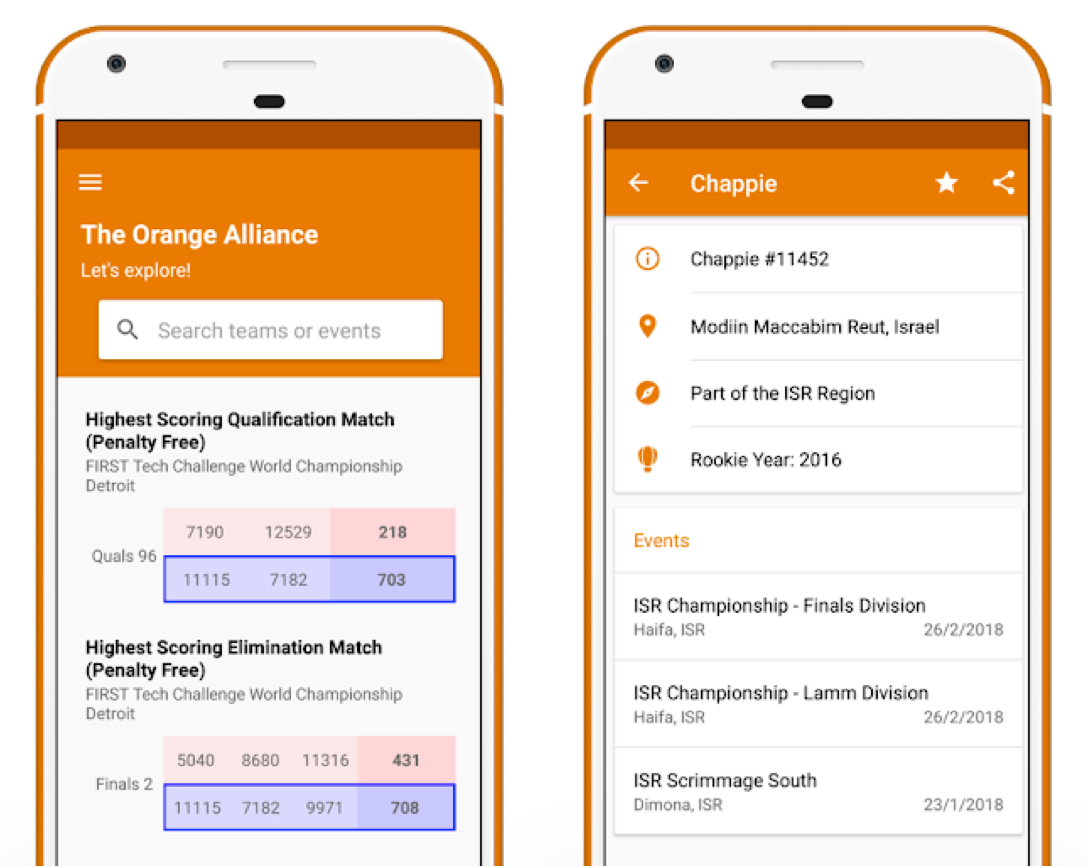 The Orange Alliance
Let's explore!
Search teams or events
Highest Scoring Qualification Match
(Penalty Free)
FIRST Tech Challenge World Championship
Detroit
Quals 96
7190 12529 218
11115 7182 703
Highest Scoring Elimination Match
(Penalty Free)
FIRST Tech Challenge World Championship
Detroit
Finals 2
5040 8680 11316 431
11115 7182 9971 708
Chappie
Chappie #11452
Modiin Maccabim Reut, Israel
Part of the ISR Region
Rookie Year: 2016
Events
ISR Championship - Finals Division
Haifa, ISR 26/2/2018
ISR Championship - Lamm Division
Haifa, ISR 26/2/2018
ISR Scrimmage South
Dimona, ISR 23/1/2018